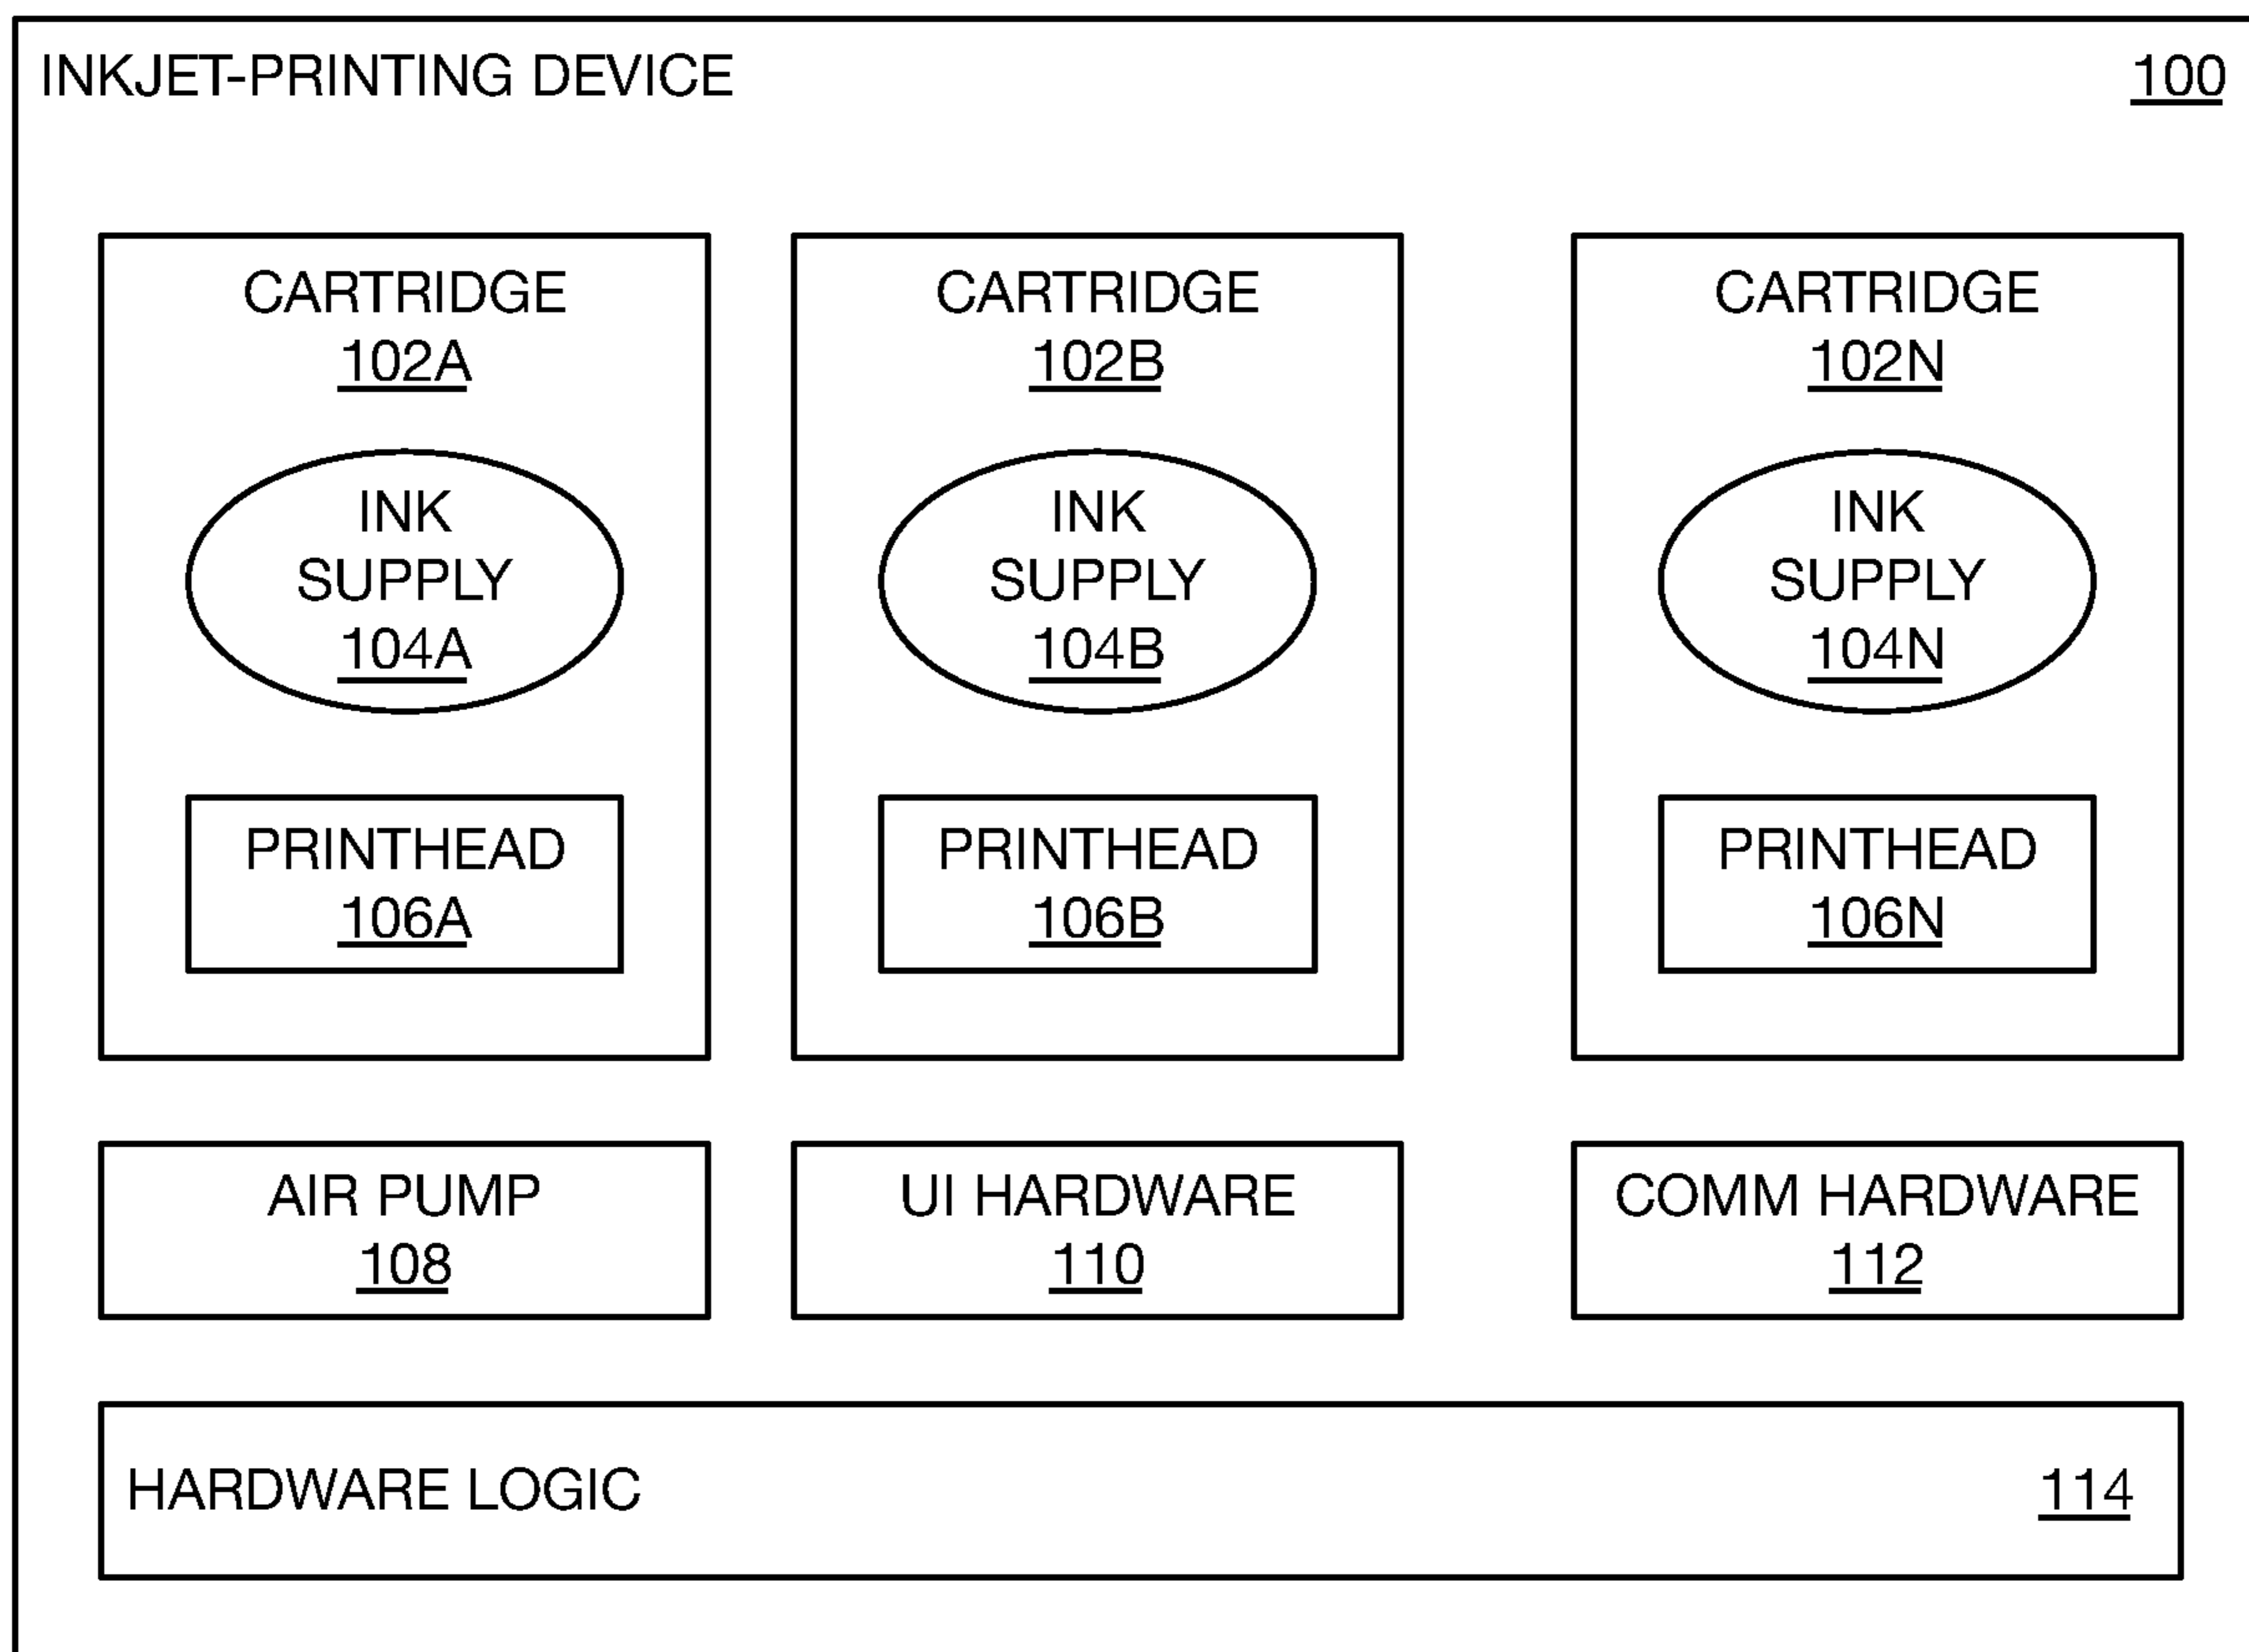 INKJET-PRINTING DEVICE 100
CARTRIDGE
102A
INK
SUPPLY
104A
PRINTHEAD
106A
CARTRIDGE
102B
INK
SUPPLY
104B
PRINTHEAD
106B
CARTRIDGE
102N
INK
SUPPLY
104N
PRINTHEAD
106N
AIR PUMP
108
UI HARDWARE
110
COMM HARDWARE
112
HARDWARE LOGIC 114